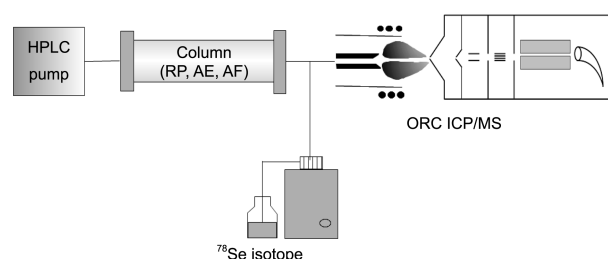 HPLC
pump
Column
(RP, AE, AF)
ORC ICP/MS
⁷⁸Se isotope